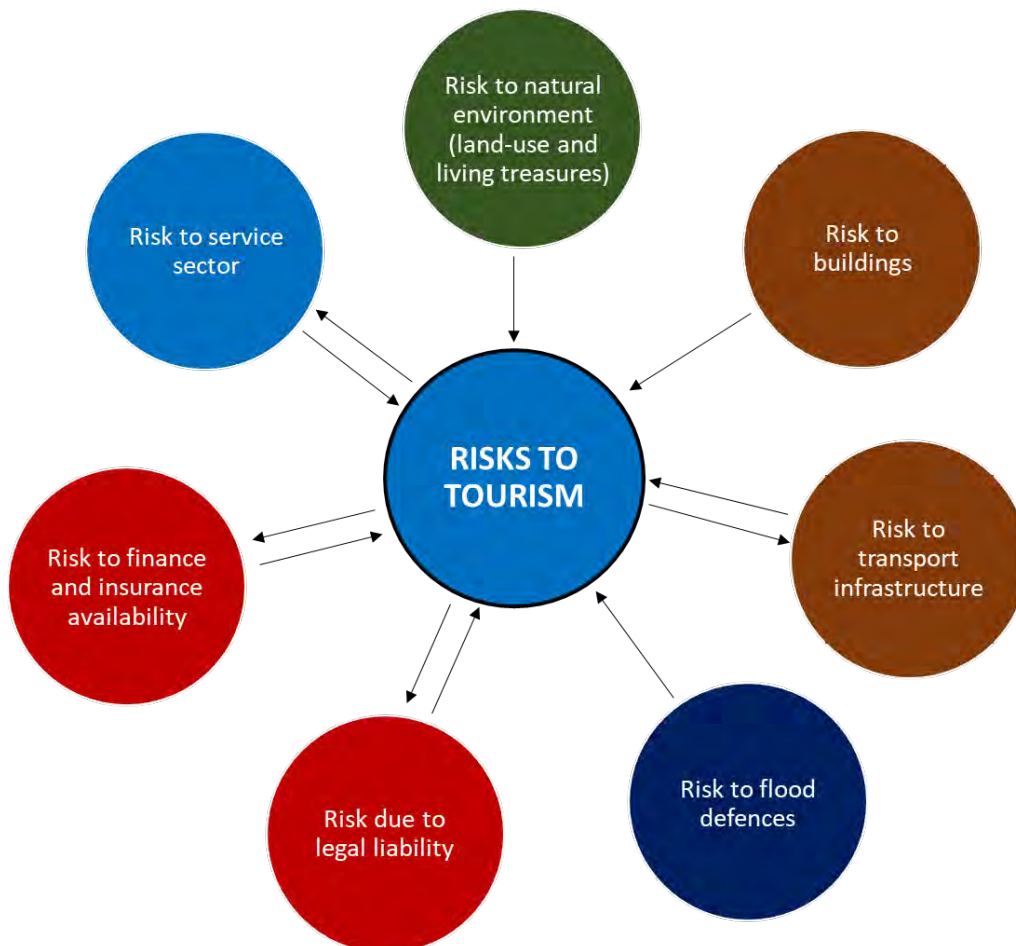 Risk to natural
environment
(land-use and
living treasures)
Risk to service
sector
Risk to
buildings
RISKS TO
TOURISM
Risk to finance
and insurance
availability
Risk to
transport
infrastructure
Risk due to
legal liability
Risk to flood
defences